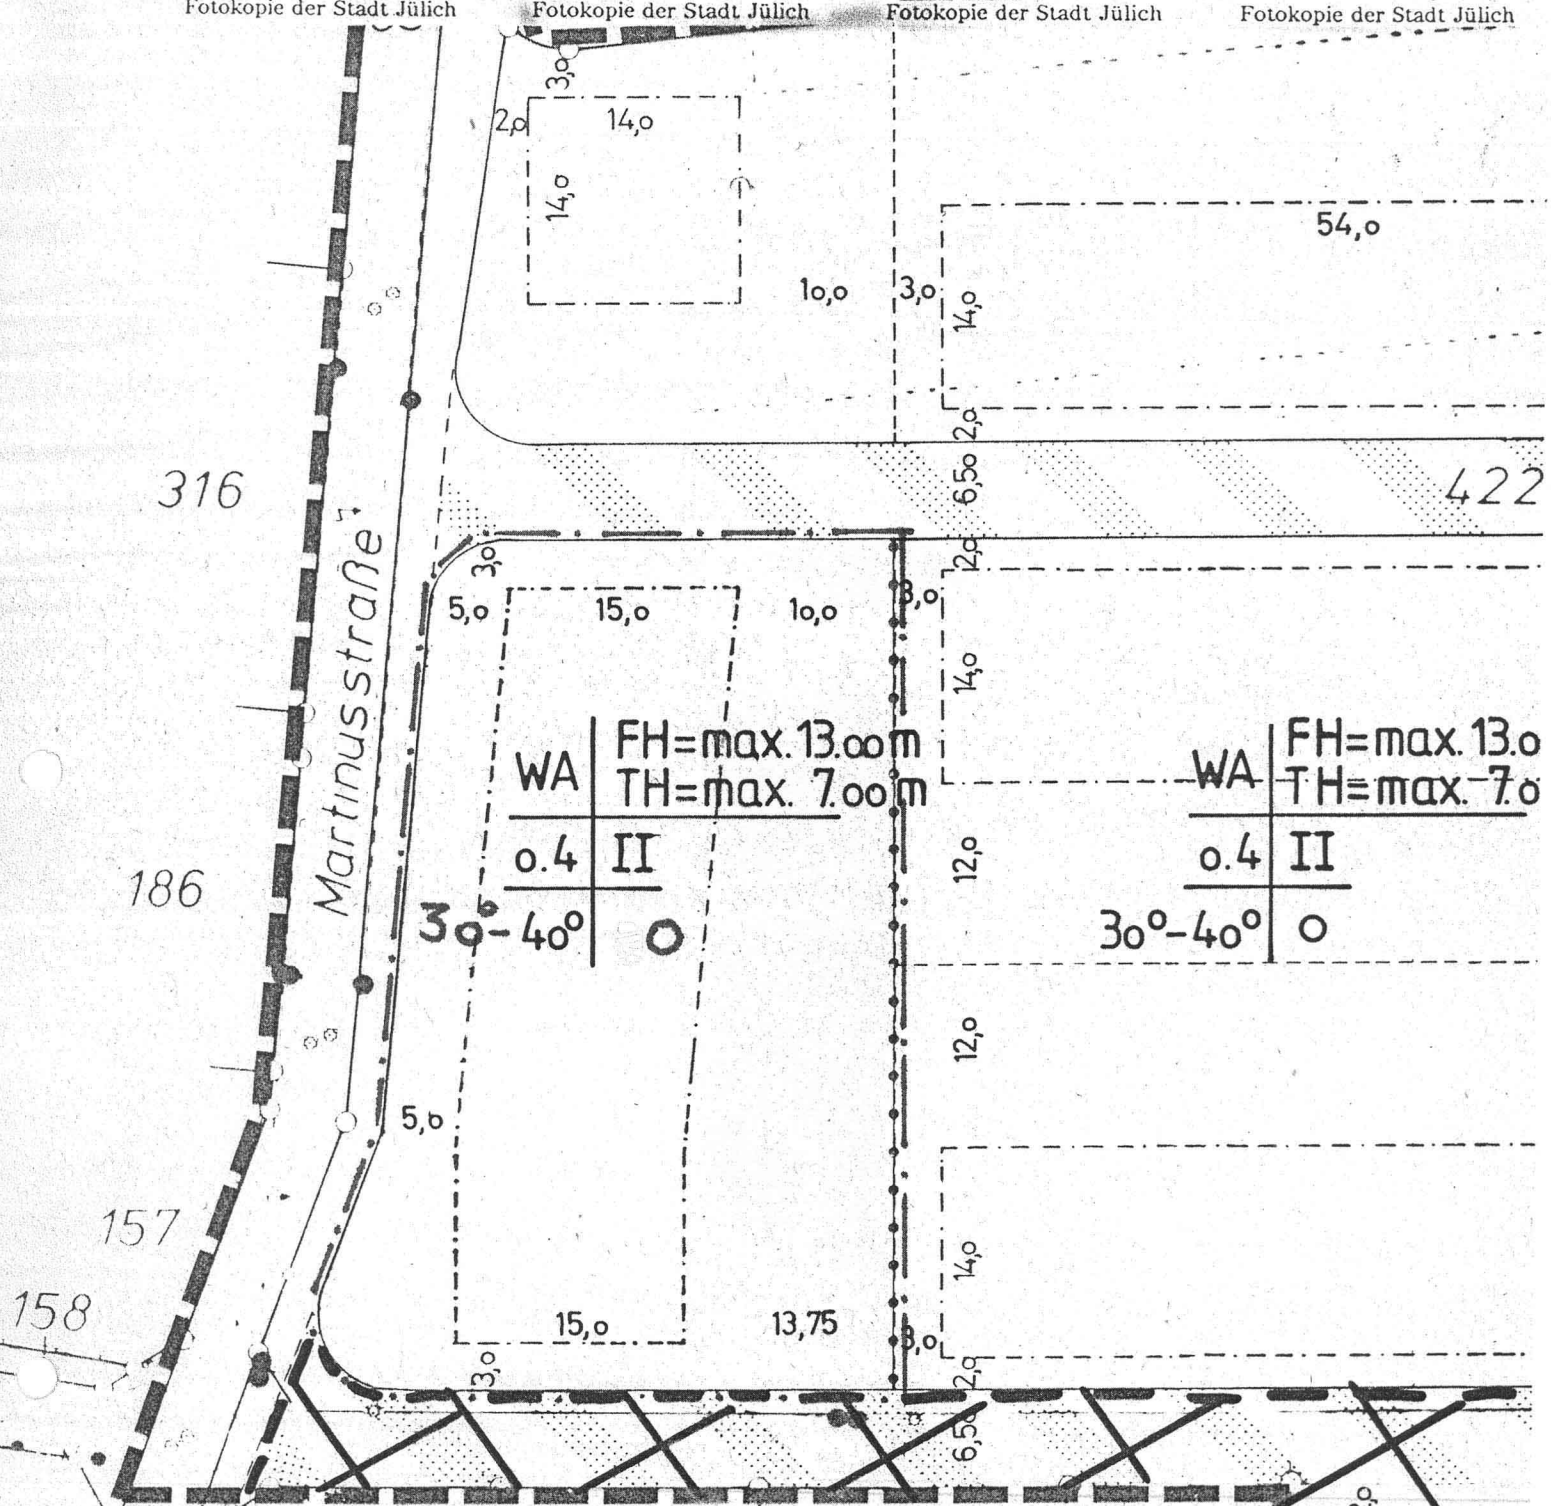 Fotokopie der Stadt Jülich Fotokopie der Stadt Jülich Fotokopie der Stadt Jülich Fotokopie der Stadt Jülich
3,0
2,0 14,0
14,0
54,0
10,0 3,0
14,0
2,0
316
6,50
422
3,0
2,0
5,0 15,0 10,0 3,0
14,0
Martinusstraße
WA FH=max. 13.00 m
TH=max. 7.00 m
0.4 II
30°-40° O
WA FH=max. 13.0
TH=max. 7.0
0.4 II
30°-40° O
12,0
186
12,0
5,0
157
14,0
158
15,0 13,75 3,0
3,0
2,0
6,50